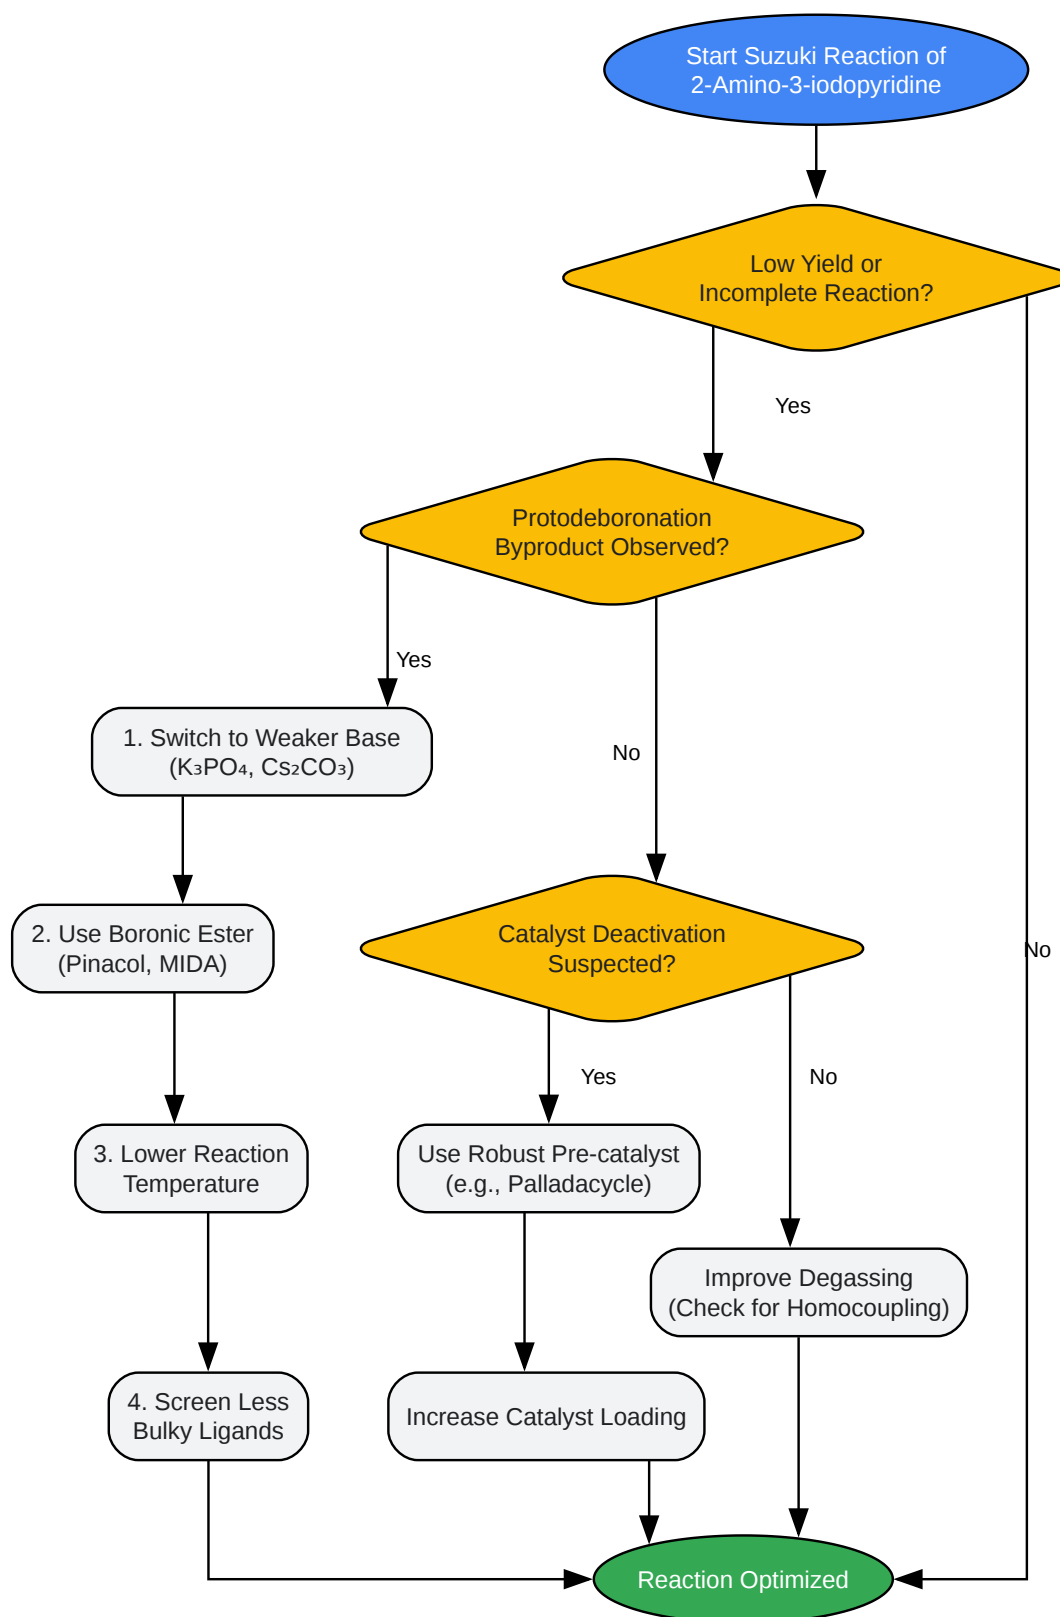 Start Suzuki Reaction of
2-Amino-3-iodopyridine
Low Yield or
Incomplete Reaction?
Yes
Protodeboronation
Byproduct Observed?
Yes
1. Switch to Weaker Base
(K₃PO₄, Cs₂CO₃)
No
2. Use Boronic Ester
(Pinacol, MIDA)
Catalyst Deactivation
Suspected?
No
Yes
No
3. Lower Reaction
Temperature
Use Robust Pre-catalyst
(e.g., Palladacycle)
Improve Degassing
(Check for Homocoupling)
4. Screen Less
Bulky Ligands
Increase Catalyst Loading
Reaction Optimized